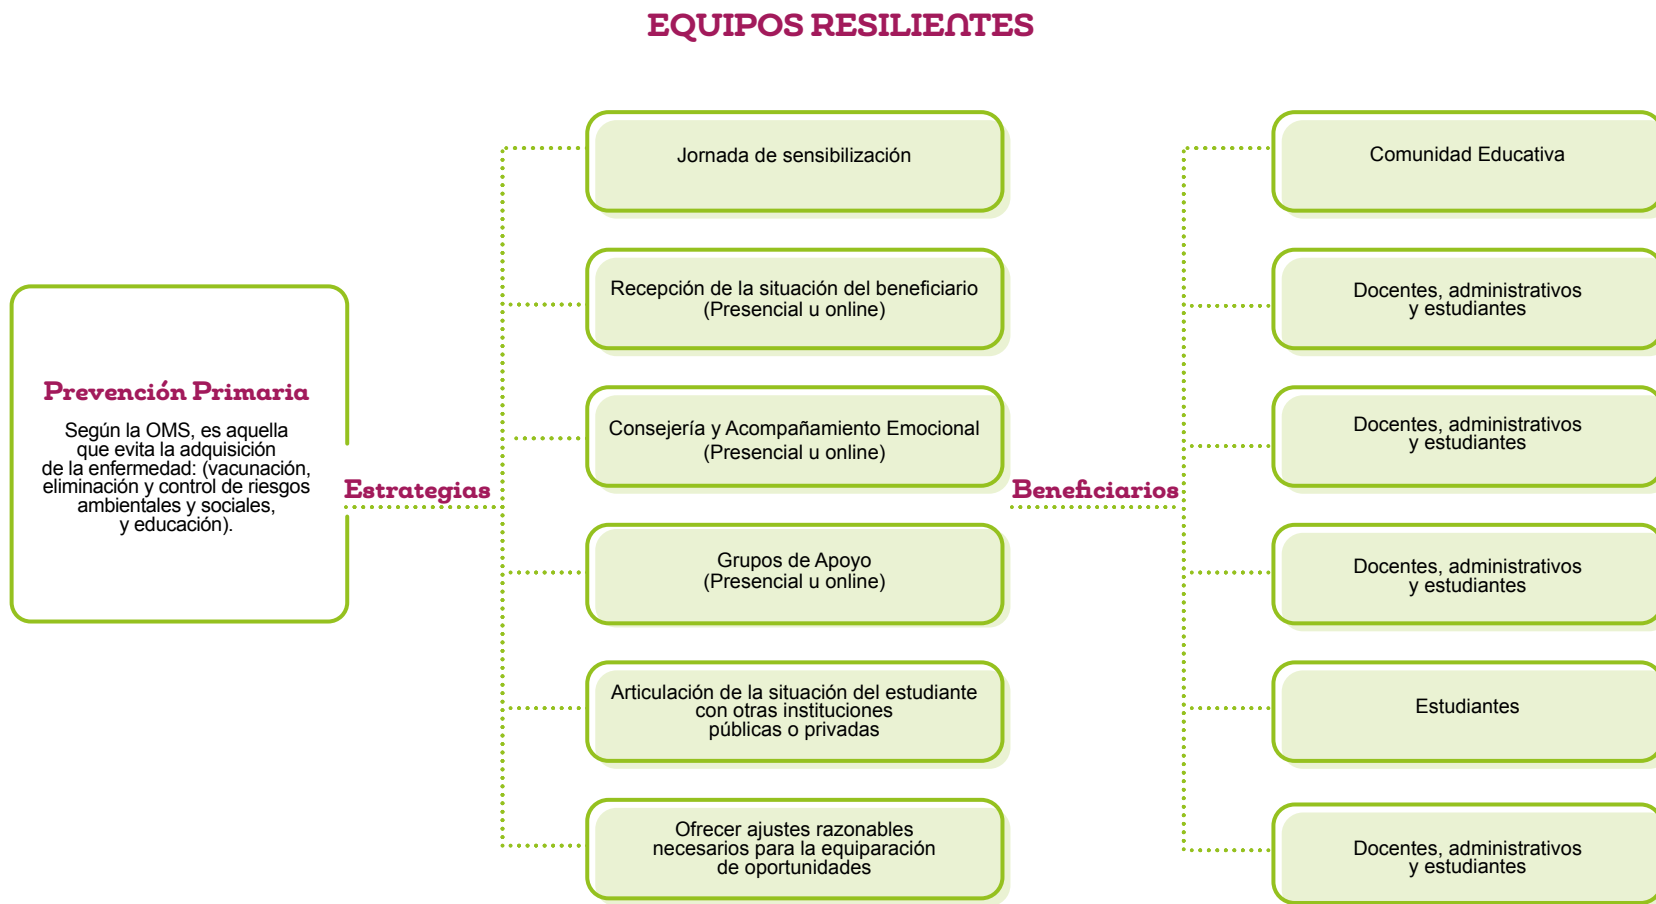 EQUIPOS RESILIENTES
Prevención Primaria
Según la OMS, es aquella
que evita la adquisición
de la enfermedad: (vacunación,
eliminación y control de riesgos
ambientales y sociales,
y educación).
Estrategias
Jornada de sensibilización
Recepción de la situación del beneficiario
(Presencial u online)
Consejería y Acompañamiento Emocional
(Presencial u online)
Grupos de Apoyo
(Presencial u online)
Articulación de la situación del estudiante
con otras instituciones
públicas o privadas
Ofrecer ajustes razonables
necesarios para la equiparación
de oportunidades
Beneficiarios
Comunidad Educativa
Docentes, administrativos
y estudiantes
Docentes, administrativos
y estudiantes
Docentes, administrativos
y estudiantes
Estudiantes
Docentes, administrativos
y estudiantes